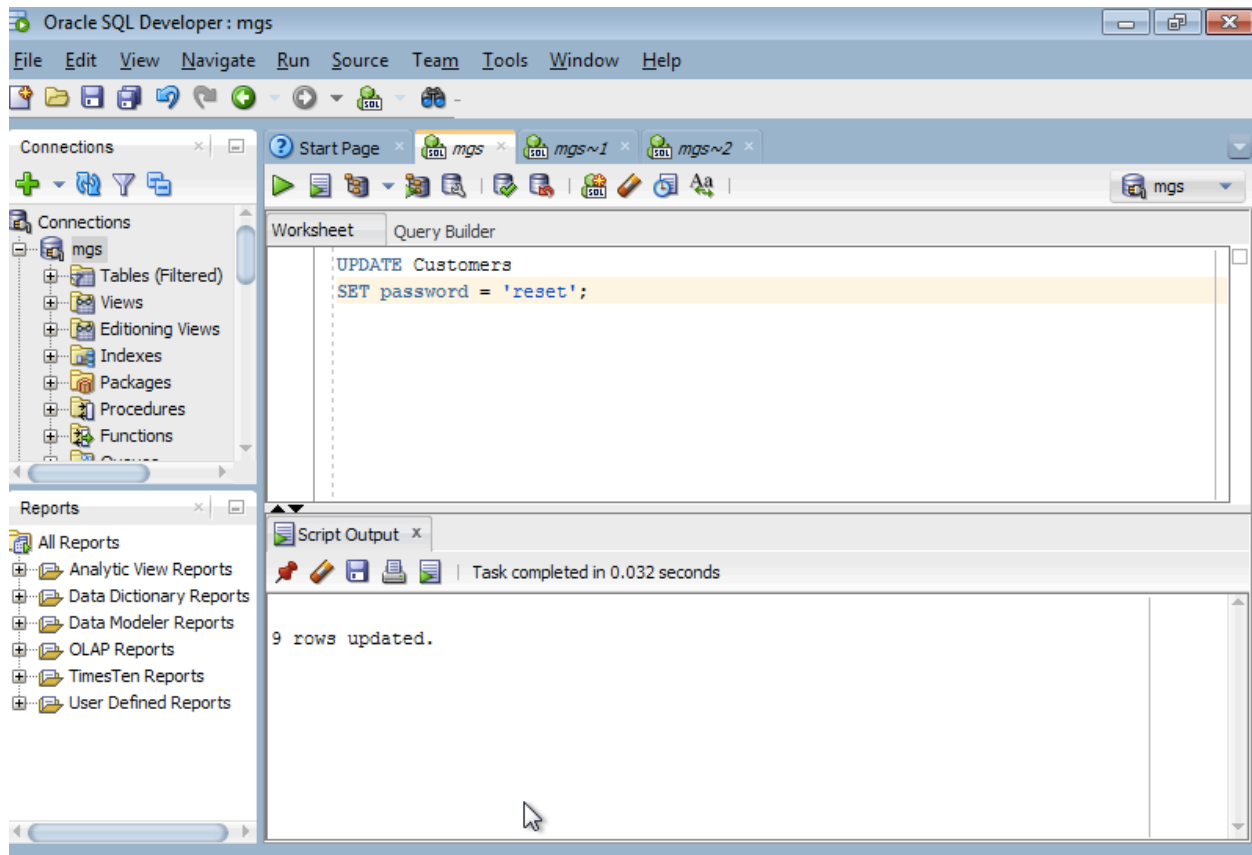 Oracle SQL Developer : mgs
File Edit View Navigate Run Source Team Tools Window Help
SQL
Connections
Start Page mgs mgs~1 mgs~2
mgs
Connections
mgs
Tables (Filtered)
Views
Editioning Views
Indexes
Packages
Procedures
Functions
Worksheet Query Builder
UPDATE Customers
SET password = 'reset';
Reports
All Reports
Analytic View Reports
Data Dictionary Reports
Data Modeler Reports
OLAP Reports
TimesTen Reports
User Defined Reports
Script Output
Task completed in 0.032 seconds
9 rows updated.